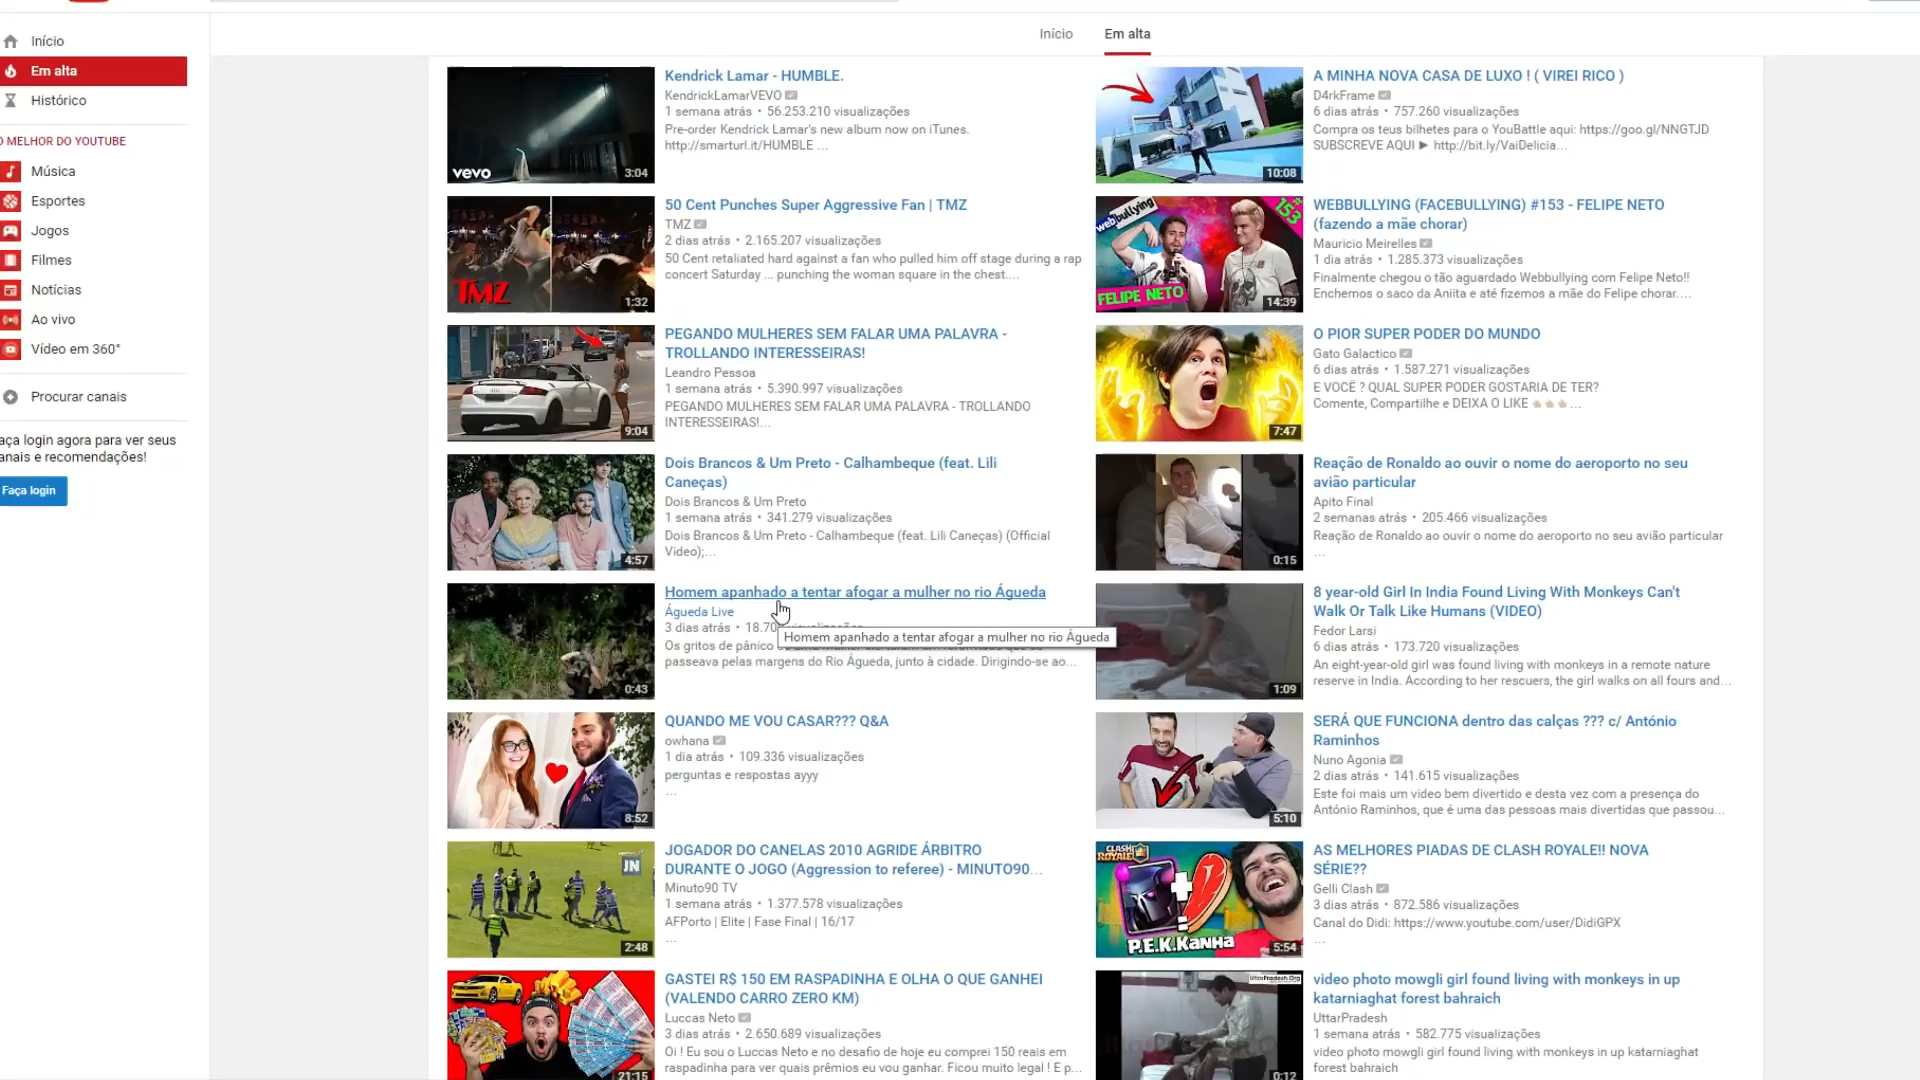 Início
Em alta
Histórico
O MELHOR DO YOUTUBE
Música
Esportes
Jogos
Filmes
Notícias
Ao vivo
Vídeo em 360°
Procurar canais
aça login agora para ver seus
anais e recomendações!
Faça login
Início
Em alta
vevo
3:04
Kendrick Lamar - HUMBLE.
KendrickLamarVEVO
1 semana atrás • 56.253.210 visualizações
Pre-order Kendrick Lamar's new album now on iTunes.
http://smarturl.it/HUMBLE ...
10:08
A MINHA NOVA CASA DE LUXO ! ( VIREI RICO )
D4rkFrame
6 dias atrás • 757.260 visualizações
Compra os teus bilhetes para o YouBattle aqui: https://goo.gl/NNGTJD
SUBSCREVE AQUI ► http://bit.ly/VaiDelicia...
TMZ
1:32
50 Cent Punches Super Aggressive Fan | TMZ
TMZ
2 dias atrás • 2.165.207 visualizações
50 Cent retaliated hard against a fan who pulled him off stage during a rap
concert Saturday ... punching the woman square in the chest....
webbullying
#153
FELIPE NETO
14:39
WEBBULLYING (FACEBULLYING) #153 - FELIPE NETO
(fazendo a mãe chorar)
Mauricio Meirelles
1 dia atrás • 1.285.373 visualizações
Finalmente chegou o tão aguardado Webbullying com Felipe Neto!!
Enchemos o saco da Aniita e até fizemos a mãe do Felipe chorar....
9:04
PEGANDO MULHERES SEM FALAR UMA PALAVRA -
TROLLANDO INTERESSEIRAS!
Leandro Pessoa
1 semana atrás • 5.390.997 visualizações
PEGANDO MULHERES SEM FALAR UMA PALAVRA - TROLLANDO
INTERESSEIRAS!...
7:47
O PIOR SUPER PODER DO MUNDO
Gato Galactico
6 dias atrás • 1.587.271 visualizações
E VOCÊ ? QUAL SUPER PODER GOSTARIA DE TER?
Comente, Compartilhe e DEIXA O LIKE 👍🏻👍🏻👍🏻 ...
4:57
Dois Brancos & Um Preto - Calhambeque (feat. Lili
Caneças)
Dois Brancos & Um Preto
1 semana atrás • 341.279 visualizações
Dois Brancos & Um Preto - Calhambeque (feat. Lili Caneças) (Official
Video);...
0:15
Reação de Ronaldo ao ouvir o nome do aeroporto no seu
avião particular
Apito Final
2 semanas atrás • 205.466 visualizações
Reação de Ronaldo ao ouvir o nome do aeroporto no seu avião particular
...
0:43
Homem apanhado a tentar afogar a mulher no rio Águeda
Águeda Live
3 dias atrás • 18.70
Homem apanhado a tentar afogar a mulher no rio Águeda
Os gritos de pânico
passeava pelas margens do Rio Águeda, junto à cidade. Dirigindo-se ao...
1:09
8 year-old Girl In India Found Living With Monkeys Can't
Walk Or Talk Like Humans (VIDEO)
Fedor Larsi
6 dias atrás • 173.720 visualizações
An eight-year-old girl was found living with monkeys in a remote nature
reserve in India. According to her rescuers, the girl walks on all fours and...
8:52
QUANDO ME VOU CASAR??? Q&A
owhana
1 dia atrás • 109.336 visualizações
perguntas e respostas ayyy
...
5:10
SERÁ QUE FUNCIONA dentro das calças ??? c/ António
Raminhos
Nuno Agonia
2 dias atrás • 141.615 visualizações
Este foi mais um video bem divertido e desta vez com a presença do
António Raminhos, que é uma das pessoas mais divertidas que passou...
JN
2:48
JOGADOR DO CANELAS 2010 AGRIDE ÁRBITRO
DURANTE O JOGO (Aggression to referee) - MINUTO90...
Minuto90 TV
1 semana atrás • 1.377.578 visualizações
AFPorto | Elite | Fase Final | 16/17
...
CLASH
ROYALE
P.E.K.KANHA
5:54
AS MELHORES PIADAS DE CLASH ROYALE!! NOVA
SÉRIE??
Gelli Clash
3 dias atrás • 872.586 visualizações
Canal do Didi: https://www.youtube.com/user/DidiGPX
...
21:15
GASTEI R$ 150 EM RASPADINHA E OLHA O QUE GANHEI
(VALENDO CARRO ZERO KM)
Luccas Neto
3 dias atrás • 2.650.689 visualizações
Oi ! Eu sou o Luccas Neto e no desafio de hoje eu comprei 150 reais em
raspadinha para ver quais prêmios eu vou ganhar. Ficou muito legal ! E p...
UttarPradesh.Org
0:12
video photo mowgli girl found living with monkeys in up
katarniaghat forest bahraich
UttarPradesh
1 semana atrás • 582.775 visualizações
video photo mowgli girl found living with monkeys in up katarniaghat
forest bahraich